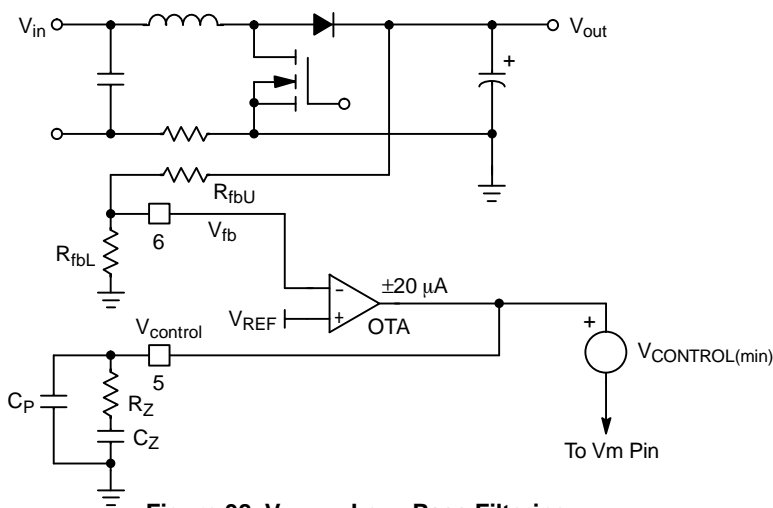 Vin
Vout
+
RfbU
6
Vfb
RfbL
±20 µA
-
+
VREF
OTA
+
VCONTROL(min)
Vcontrol
5
CP
RZ
CZ
To Vm Pin